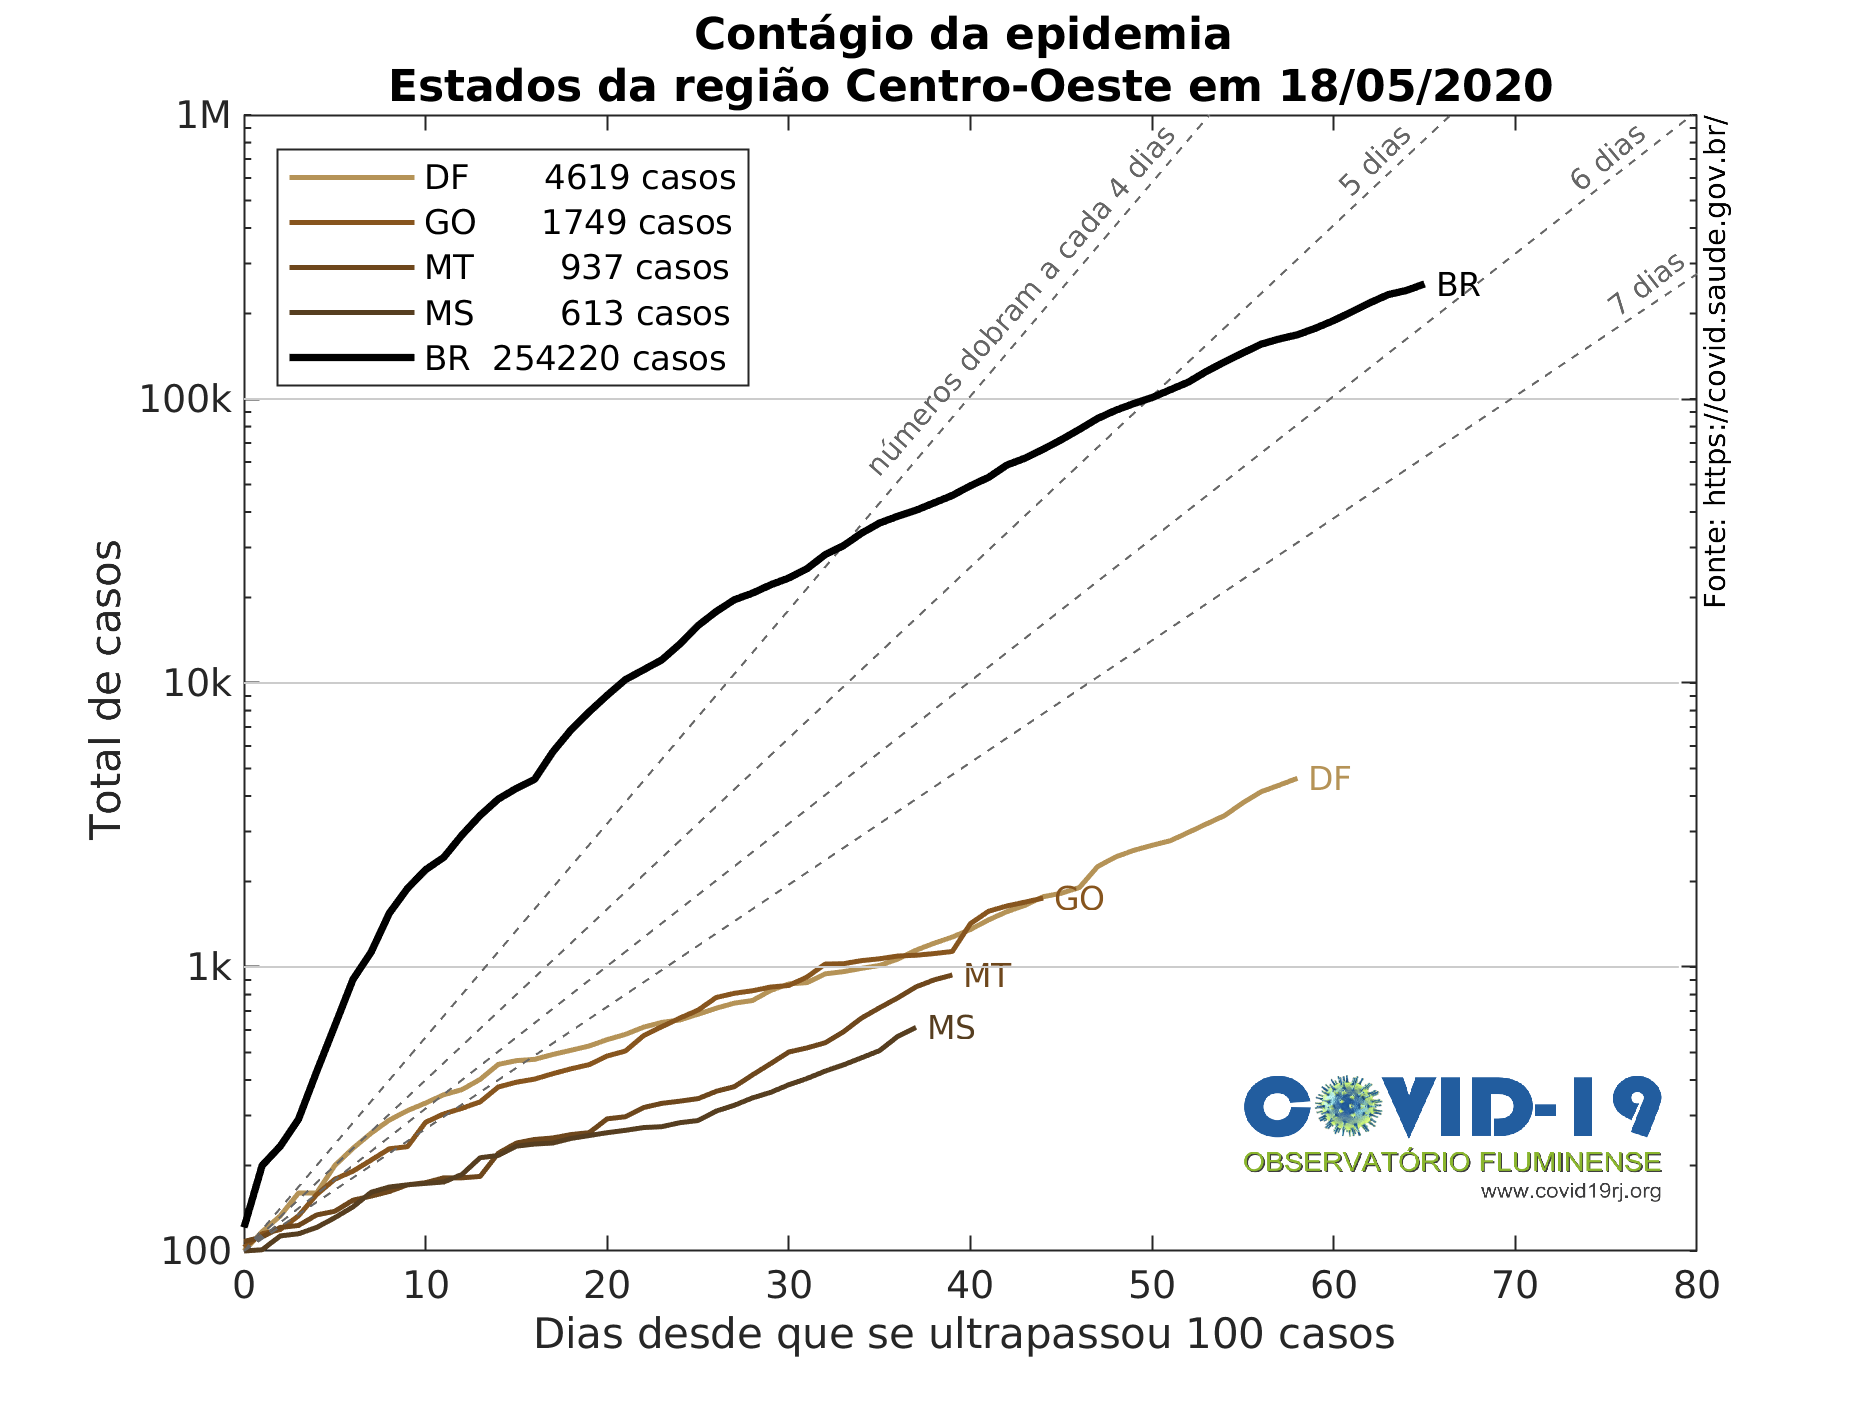 Contágio da epidemia
Estados da região Centro-Oeste em 18/05/2020
1M
100k
10k
1k
100
Total de casos
DF 4619 casos
GO 1749 casos
MT 937 casos
MS 613 casos
BR 254220 casos
números dobram a cada 4 dias
5 dias
6 dias
7 dias
BR
DF
GO
MT
MS
Fonte: https://covid.saude.gov.br/
COVID-19
OBSERVATÓRIO FLUMINENSE
www.covid19rj.org
0 10 20 30 40 50 60 70 80
Dias desde que se ultrapassou 100 casos